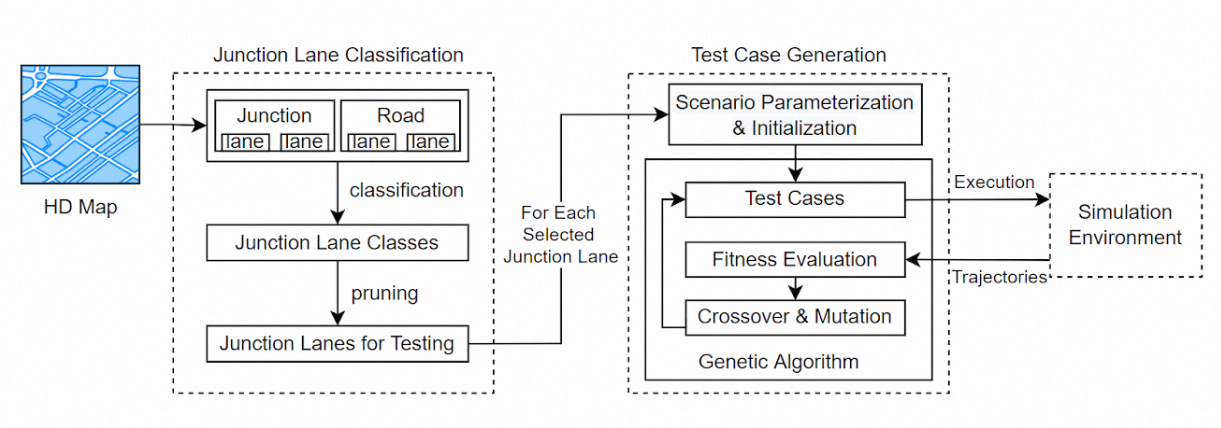 Junction Lane Classification
HD Map
Junction
lane lane
Road
lane lane
classification
Junction Lane Classes
pruning
Junction Lanes for Testing
For Each
Selected
Junction Lane
Test Case Generation
Scenario Parameterization
& Initialization
Test Cases
Fitness Evaluation
Crossover & Mutation
Genetic Algorithm
Execution
Trajectories
Simulation
Environment